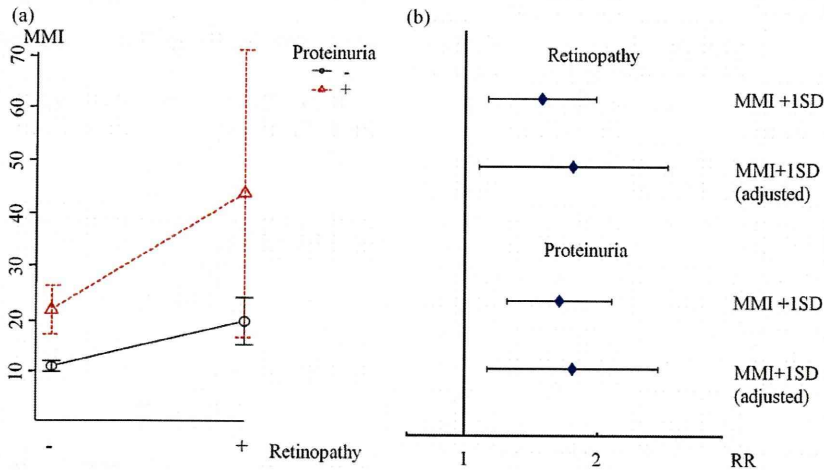 (a)
MMI
70
60
50
40
30
20
10
Proteinuria
-
+
-
+
Retinopathy
(b)
Retinopathy
MMI +1SD
MMI+1SD
(adjusted)
Proteinuria
MMI +1SD
MMI+1SD
(adjusted)
1
2
RR